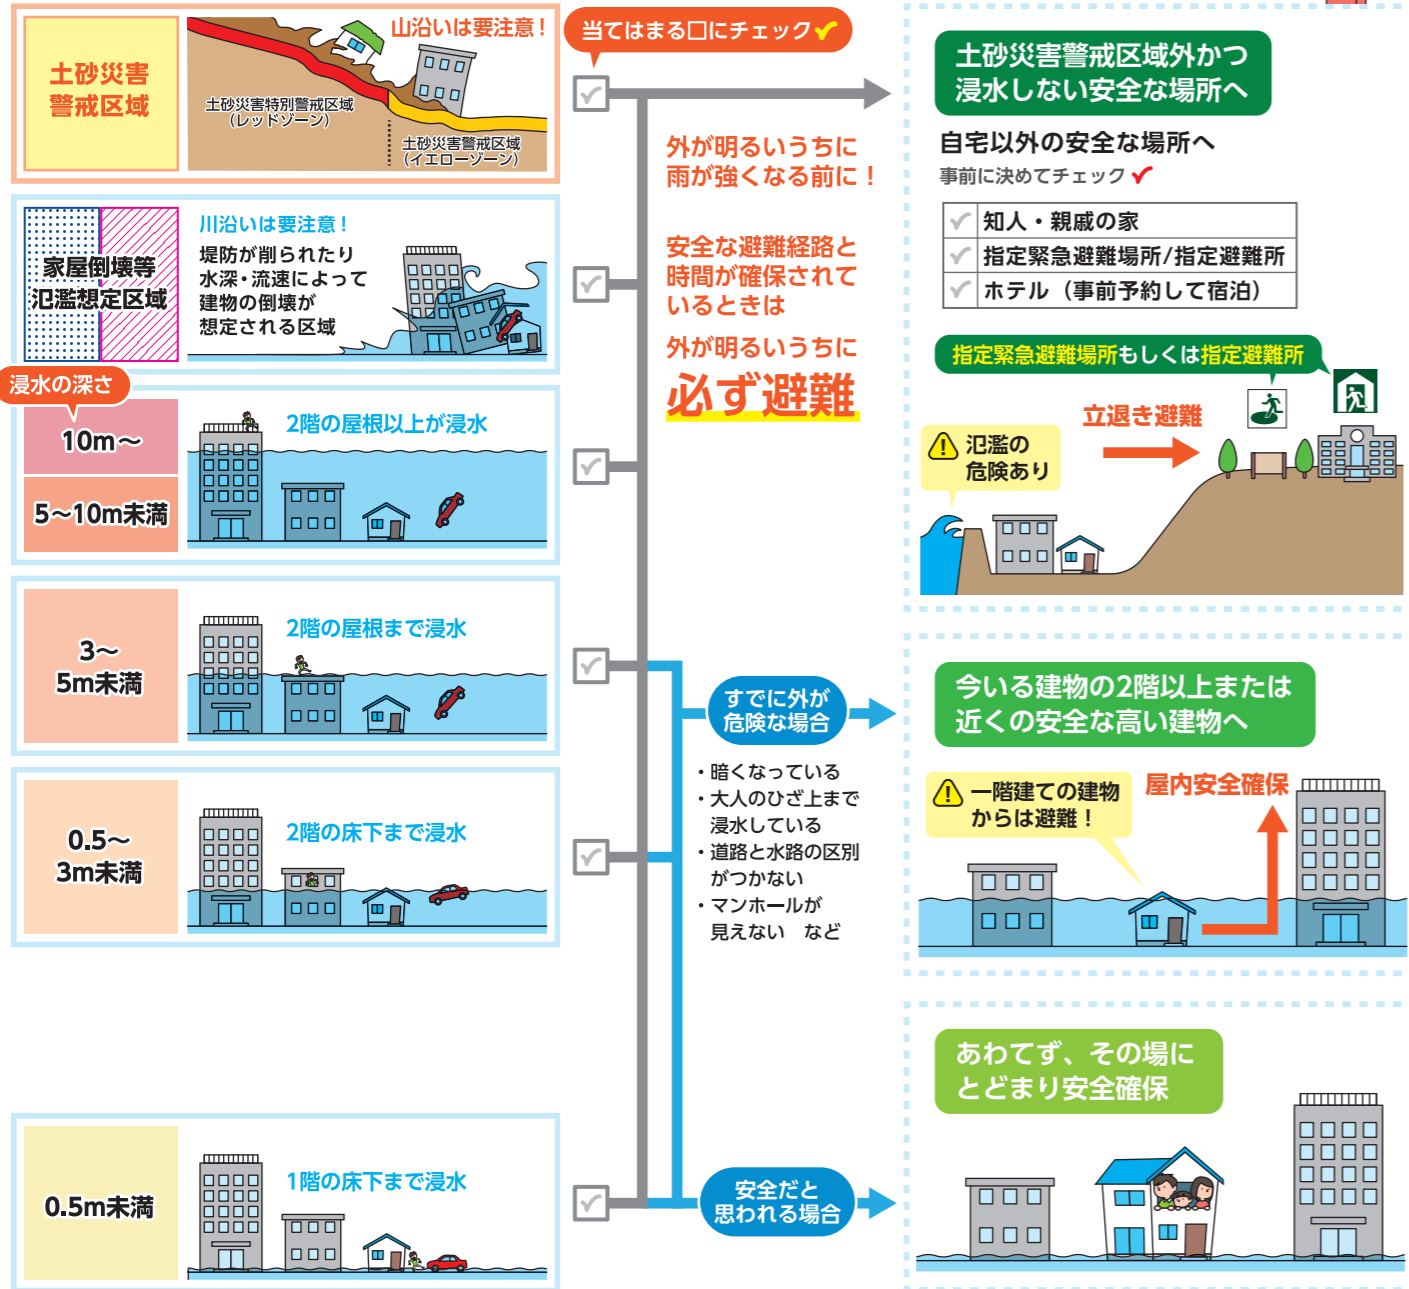 土砂災害
警戒区域
山沿いは要注意！
土砂災害特別警戒区域
（レッドゾーン）
土砂災害警戒区域
（イエローゾーン）
家屋倒壊等
氾濫想定区域
川沿いは要注意！
堤防が削られたり
水深・流速によって
建物の倒壊が
想定される区域
浸水の深さ
10m～
5～10m未満
2階の屋根以上が浸水
3～
5m未満
2階の屋根まで浸水
0.5～
3m未満
2階の床下まで浸水
0.5m未満
1階の床下まで浸水
当てはまる□にチェック
外が明るいうちに
雨が強くなる前に！
安全な避難経路と
時間が確保されて
いるときは
外が明るいうちに
必ず避難
すでに外が
危険な場合
・暗くなっている
・大人のひざ上まで
浸水している
・道路と水路の区別
がつかない
・マンホールが
見えない　など
安全だと
思われる場合
土砂災害警戒区域外かつ
浸水しない安全な場所へ
自宅以外の安全な場所へ
事前に決めてチェック
知人・親戚の家
指定緊急避難場所/指定避難所
ホテル（事前予約して宿泊）
指定緊急避難場所もしくは指定避難所
立退き避難
氾濫の
危険あり
今いる建物の2階以上または
近くの安全な高い建物へ
一階建ての建物
からは避難！
屋内安全確保
あわてず、その場に
とどまり安全確保